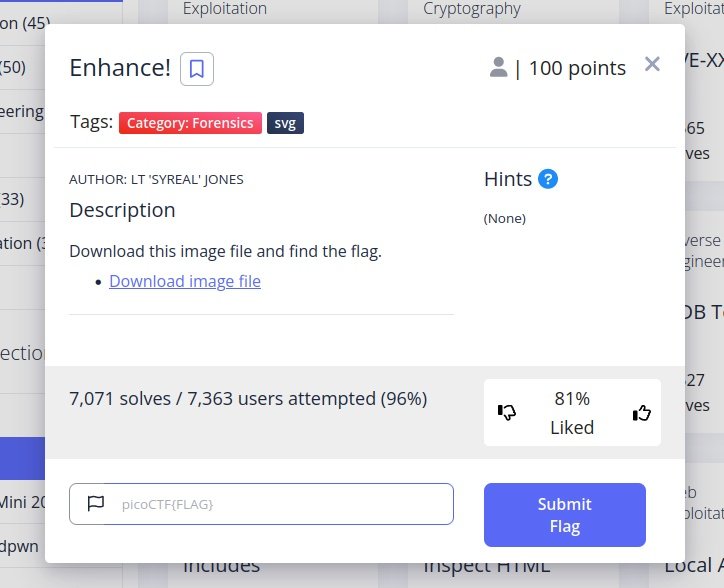 Exploitation
Cryptography
Exploitat
on (45)
(50)
eering
(33)
ation (3
ectio
Mini 20
dpwn
Enhance!
| 100 points
Tags: Category: Forensics svg
AUTHOR: LT 'SYREAL' JONES
Hints ?
Description
(None)
Download this image file and find the flag.
• Download image file
7,071 solves / 7,363 users attempted (96%)
81%
Liked
picoCTF{FLAG}
Submit
Flag
VE-XX
65
ves
verse
gineer
DB T
27
ves
eb
ploitat
Includes
Inspect HTML
Local A